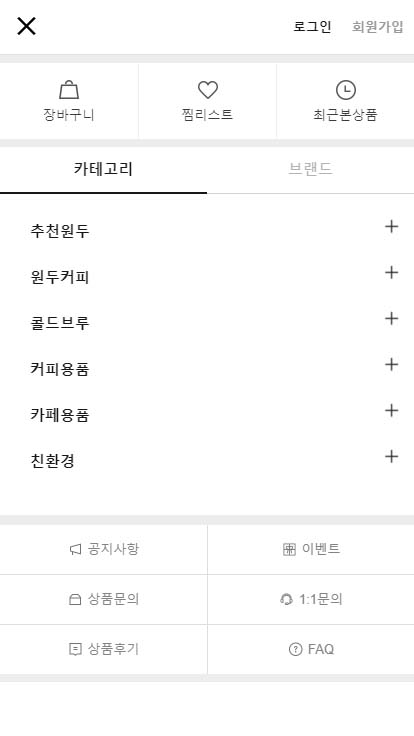 로그인 회원가입
장바구니 찜리스트 최근본상품
카테고리 브랜드
추천원두
원두커피
콜드브루
커피용품
카페용품
친환경
공지사항 이벤트
상품문의 1:1문의
상품후기 FAQ